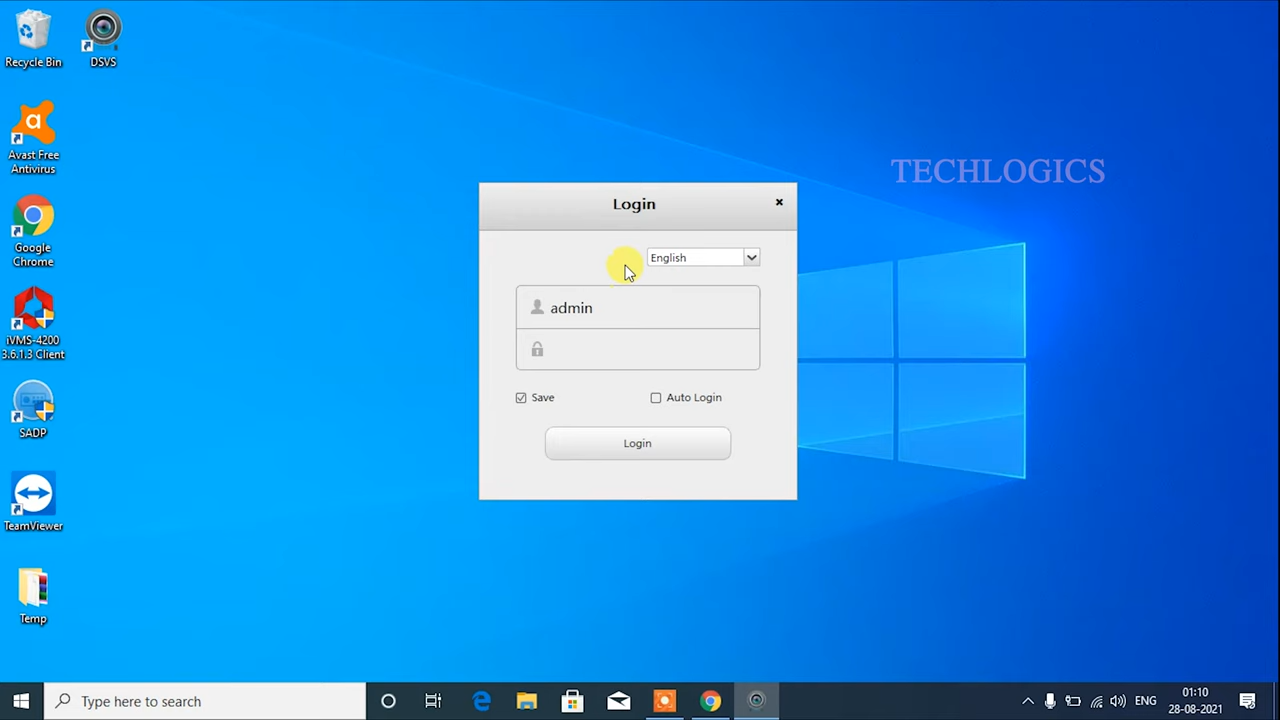 Recycle Bin
DSVS
Avast Free
Antivirus
TECHLOGICS
Login
English
Google
Chrome
admin
iVMS-4200
3.6.1.3 Client
Save
Auto Login
SADP
Login
TeamViewer
Temp
Type here to search
ENG
01:10
28-08-2021